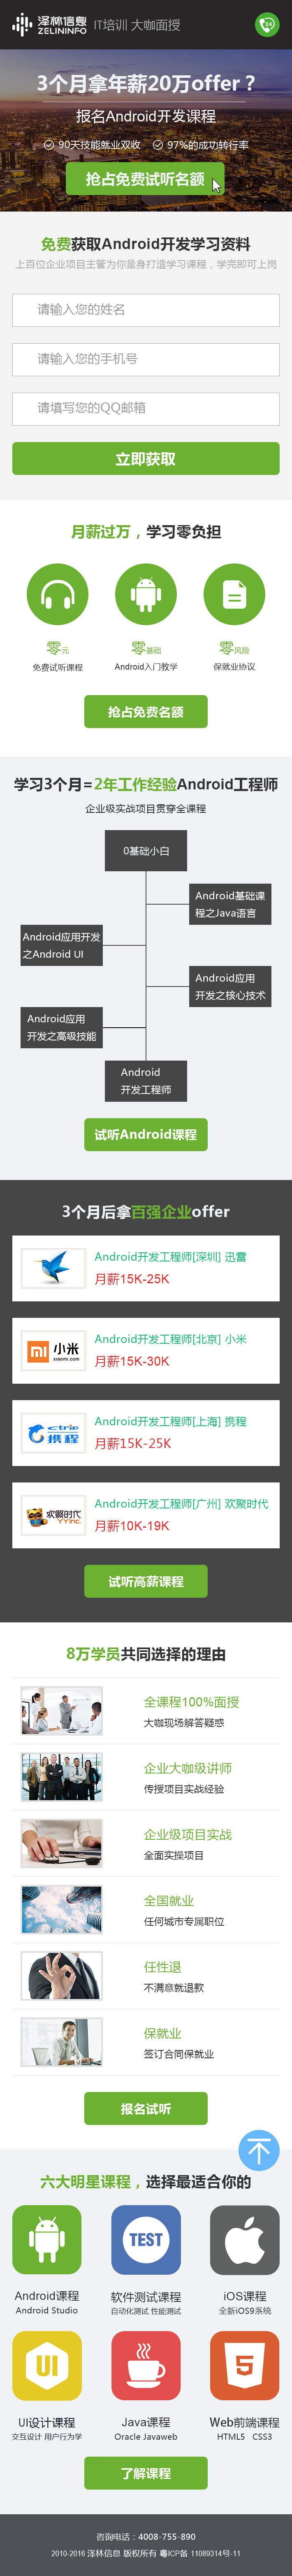 泽林信息
ZELININFO
IT培训 大咖面授
24
3个月拿年薪20万offer？
报名Android开发课程
90天技能就业双收 97%的成功转行率
抢占免费试听名额
免费获取Android开发学习资料
上百位企业项目主管为你量身打造学习课程，学完即可上岗
请输入您的姓名
请输入您的手机号
请填写您的QQ邮箱
立即获取
月薪过万，学习零负担
零元 零基础 零风险
免费试听课程 Android入门教学 保就业协议
抢占免费名额
学习3个月=2年工作经验Android工程师
企业级实战项目贯穿全课程
0基础小白
Android基础课
程之Java语言
Android应用开发
之Android UI
Android应用
开发之核心技术
Android应用
开发之高级技能
Android
开发工程师
试听Android课程
3个月后拿百强企业offer
Android开发工程师[深圳] 迅雷
月薪15K-25K
小米
xiaomi.com
Android开发工程师[北京] 小米
月薪15K-30K
Ctrip
携程
Android开发工程师[上海] 携程
月薪15K-25K
欢聚时代
YY INC.
Android开发工程师[广州] 欢聚时代
月薪10K-19K
试听高薪课程
8万学员共同选择的理由
全课程100%面授
大咖现场解答疑惑
企业大咖级讲师
传授项目实战经验
企业级项目实战
全面实操项目
全国就业
任何城市专属职位
任性退
不满意就退款
保就业
签订合同保就业
报名试听
六大明星课程，选择最适合你的
TEST
Android课程 软件测试课程 iOS课程
Android Studio 自动化测试 性能测试 全新iOS9系统
UI
5
UI设计课程 Java课程 Web前端课程
交互设计 用户行为学 Oracle Javaweb HTML5 CSS3
了解课程
咨询电话：4008-755-890
2010-2016 泽林信息 版权所有 粤ICP备 11089314号-11